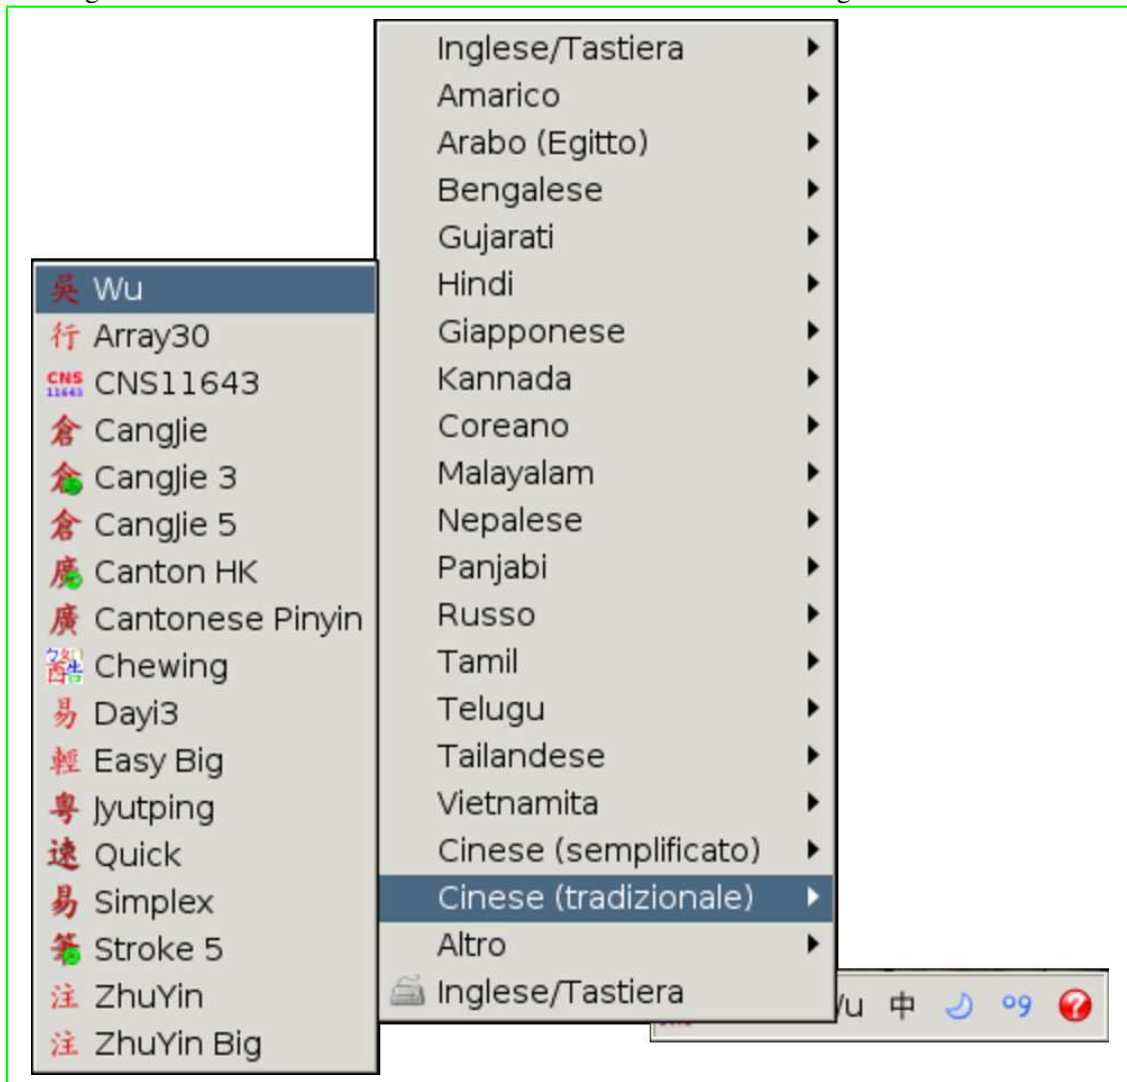 Inglese/Tastiera
Amarico
Arabo (Egitto)
Bengalese
Gujarati
Hindi
Giapponese
Kannada
Coreano
Malayalam
Nepalese
Panjabi
Russo
Tamil
Telugu
Tailandese
Vietnamita
Cinese (semplificato)
Cinese (tradizionale)
Altro
Inglese/Tastiera
吳 Wu
行 Array30
CNS 11643 CNS11643
倉 CangJie
倉 CangJie 3
倉 CangJie 5
廣 Canton HK
廣 Cantonese Pinyin
酷 Chewing
易 Dayi3
輕 Easy Big
粵 Jyutping
速 Quick
易 Simplex
筆 Stroke 5
注 ZhuYin
注 ZhuYin Big
中 ?